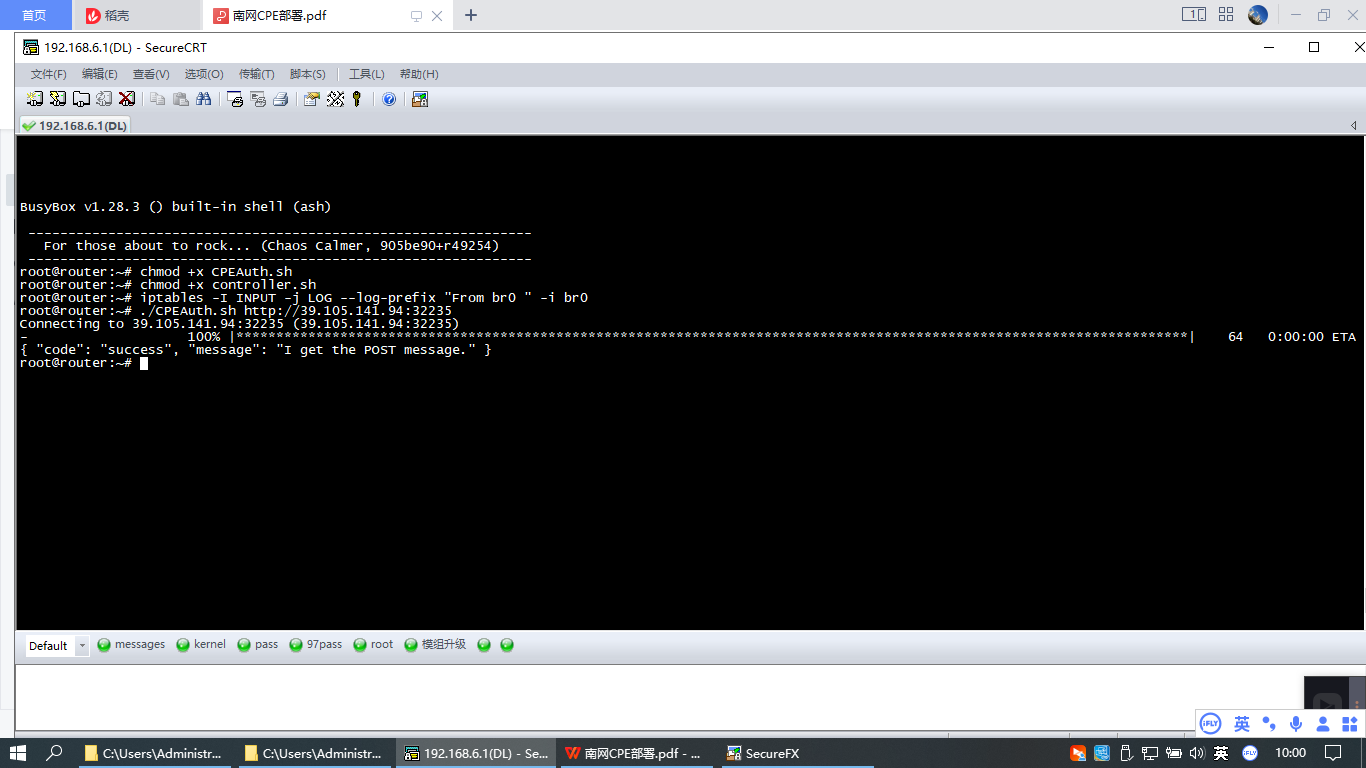 首页
稻壳
南网CPE部署.pdf
1
192.168.6.1(DL) - SecureCRT
文件(F) 编辑(E) 查看(V) 选项(O) 传输(T) 脚本(S) 工具(L) 帮助(H)
192.168.6.1(DL)
BusyBox v1.28.3 () built-in shell (ash)
---------------------------------------------------------------
For those about to rock... (Chaos Calmer, 905be90+r49254)
---------------------------------------------------------------
root@router:~# chmod +x CPEAuth.sh
root@router:~# chmod +x controller.sh
root@router:~# iptables -I INPUT -j LOG --log-prefix "From br0 " -i br0
root@router:~# ./CPEAuth.sh http://39.105.141.94:32235
Connecting to 39.105.141.94:32235 (39.105.141.94:32235)
- 100% |************************************************************************************************************************| 64 0:00:00 ETA
{ "code": "success", "message": "I get the POST message." }
root@router:~#
Default messages kernel pass 97pass root 模组升级
iFLY 英
C:\Users\Administr... C:\Users\Administr... 192.168.6.1(DL) - Se... 南网CPE部署.pdf - ... SecureFX 英 iFLY 10:00